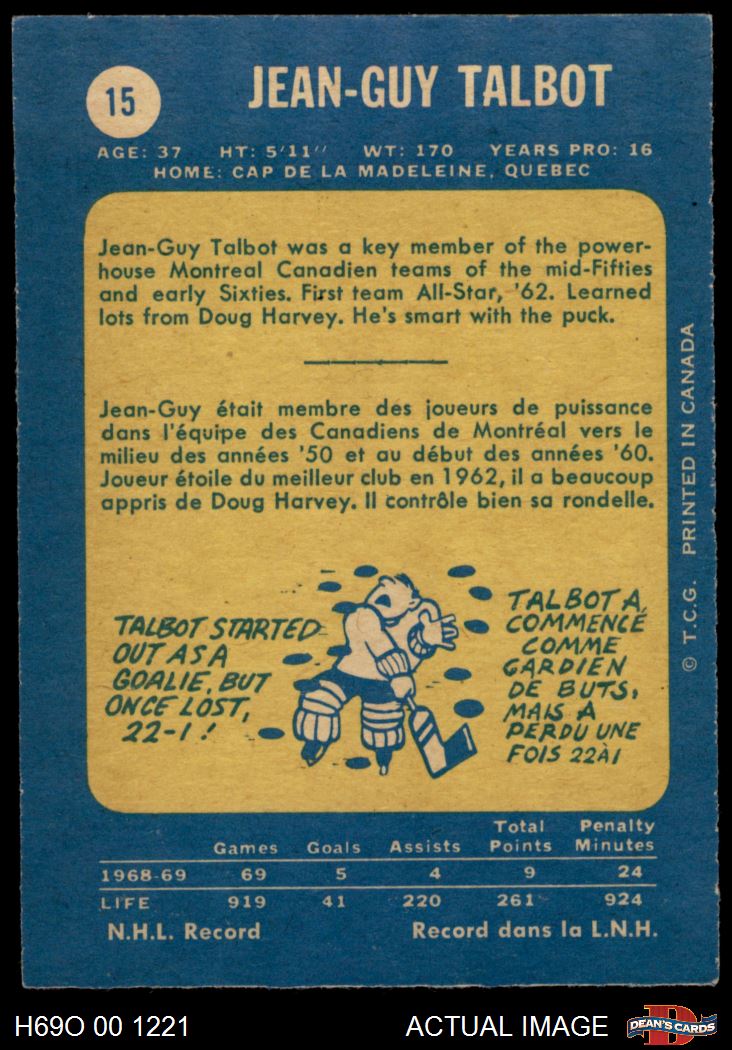 15
JEAN-GUY TALBOT
AGE: 37 HT: 5'11" WT: 170 YEARS PRO: 16
HOME: CAP DE LA MADELEINE, QUEBEC
Jean-Guy Talbot was a key member of the power-
house Montreal Canadien teams of the mid-Fifties
and early Sixties. First team All-Star, '62. Learned
lots from Doug Harvey. He's smart with the puck.
Jean-Guy était membre des joueurs de puissance
dans l'équipe des Canadiens de Montréal vers le
milieu des années '50 et au début des années '60.
Joueur étoile du meilleur club en 1962, il a beaucoup
appris de Doug Harvey. Il contrôle bien sa rondelle.
TALBOT STARTED
OUT AS A
GOALIE, BUT
ONCE LOST,
22-1!
TALBOT A
COMMENCÉ
COMME
GARDIEN
DE BUTS,
MAIS A
PERDU UNE
FOIS 22 À 1
© T.C.G. PRINTED IN CANADA
Games Goals Assists Total Points Penalty Minutes
1968-69 69 5 4 9 24
LIFE 919 41 220 261 924
N.H.L. Record Record dans la L.N.H.
H69O 00 1221 ACTUAL IMAGE DEAN'S CARDS